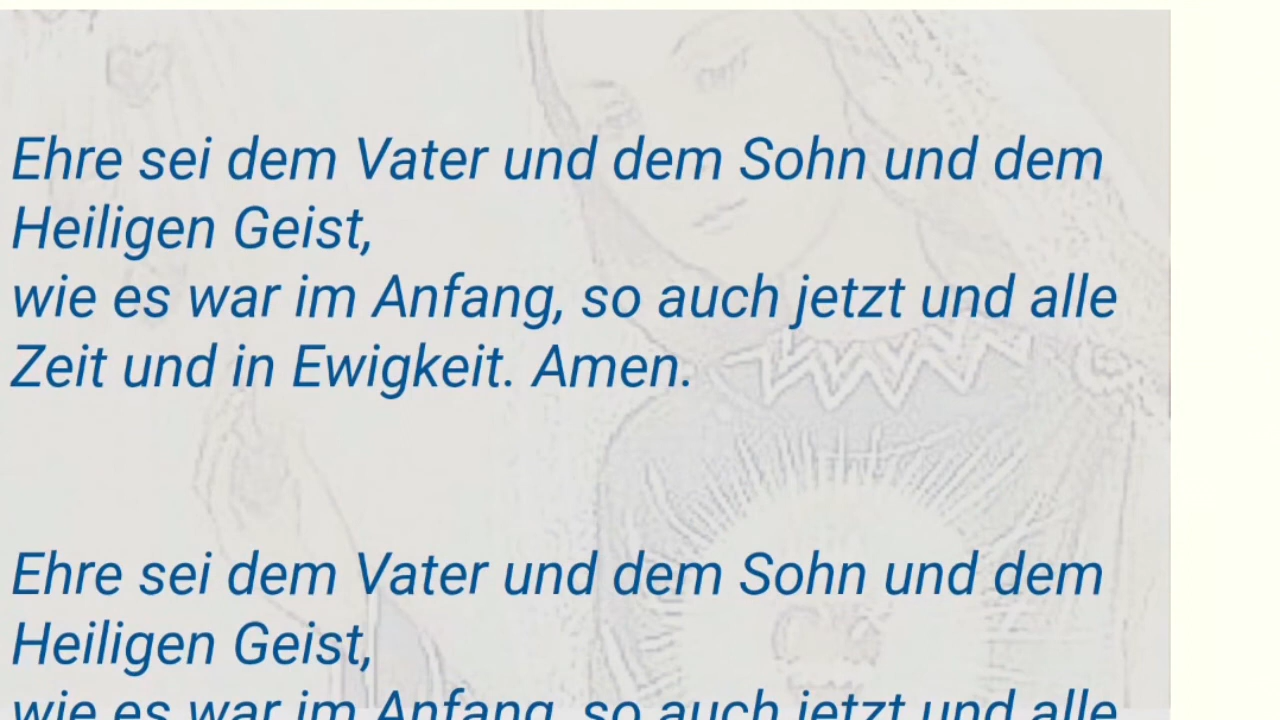 Ehre sei dem Vater und dem Sohn und dem
Heiligen Geist,
wie es war im Anfang, so auch jetzt und alle
Zeit und in Ewigkeit. Amen.
Ehre sei dem Vater und dem Sohn und dem
Heiligen Geist,
wie es war im Anfang, so auch jetzt und alle